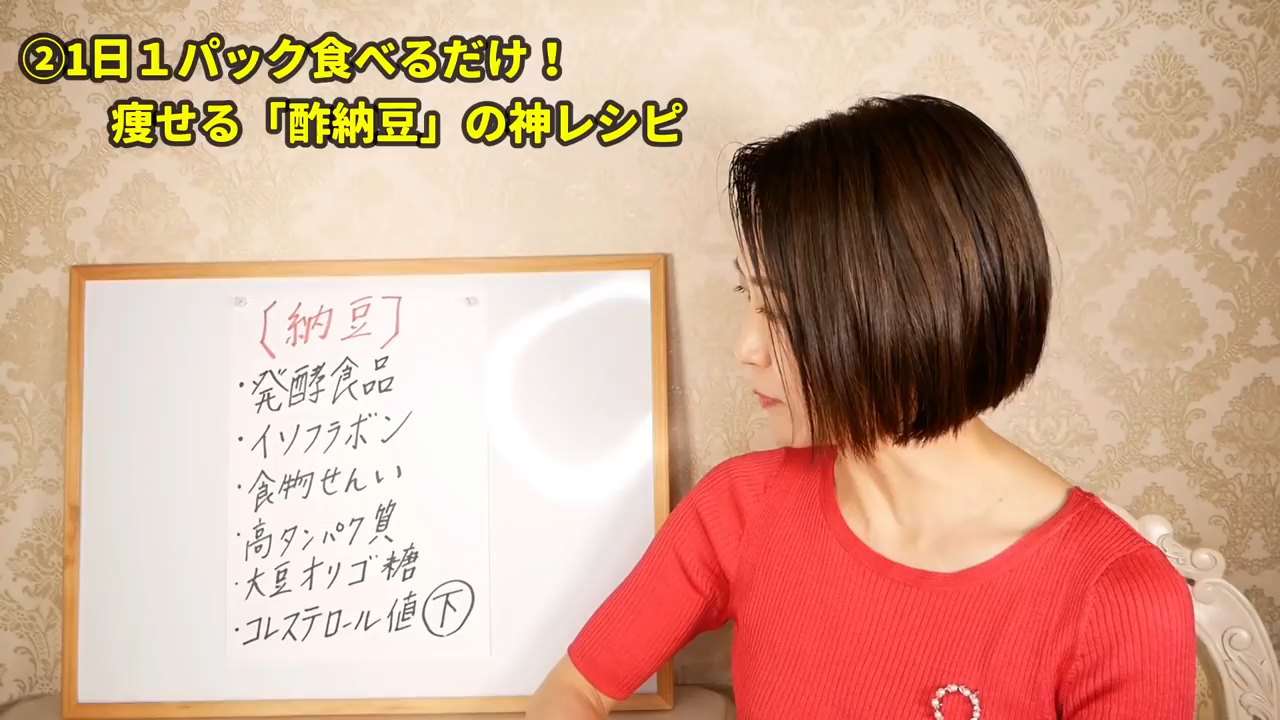 ②1日１パック食べるだけ！
痩せる「酢納豆」の神レシピ
〔納豆〕
・発酵食品
・イソフラボン
・食物せんい
・高タンパク質
・大豆オリゴ糖
・コレステロール値下